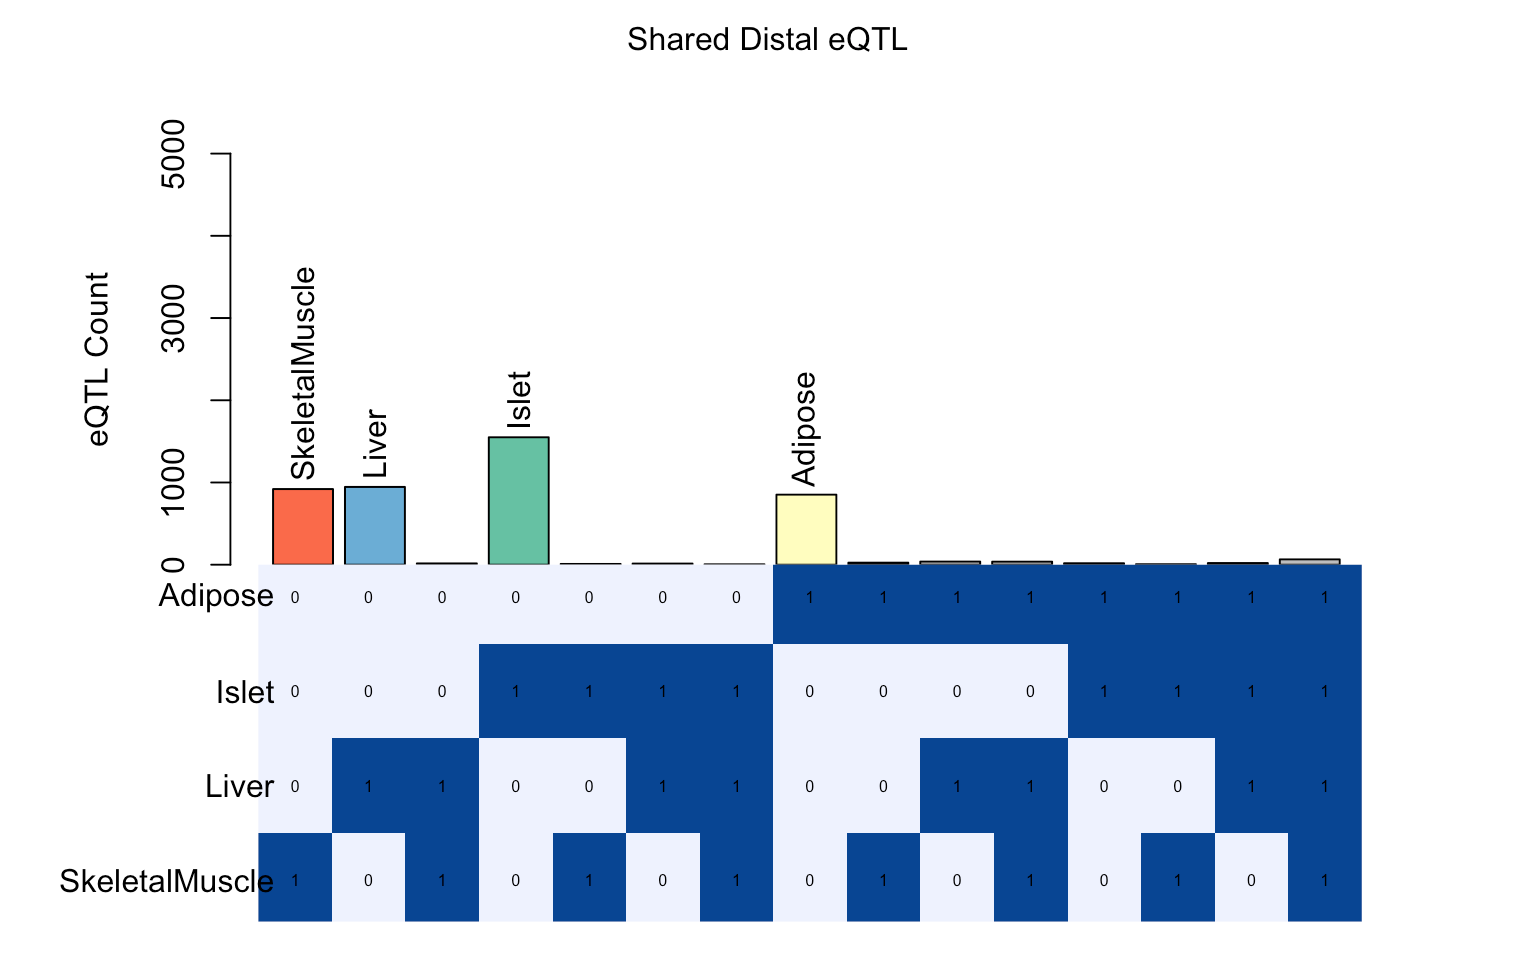 Shared Distal eQTL
eQTL Count
5000
3000
1000
0
SkeletalMuscle
Liver
Islet
Adipose
Adipose 0 0 0 0 0 0 0 1 1 1 1 1 1 1 1
Islet 0 0 0 1 1 1 1 0 0 0 0 1 1 1 1
Liver 0 1 1 0 0 1 1 0 0 1 1 0 0 1 1
SkeletalMuscle 1 0 1 0 1 0 1 0 1 0 1 0 1 0 1